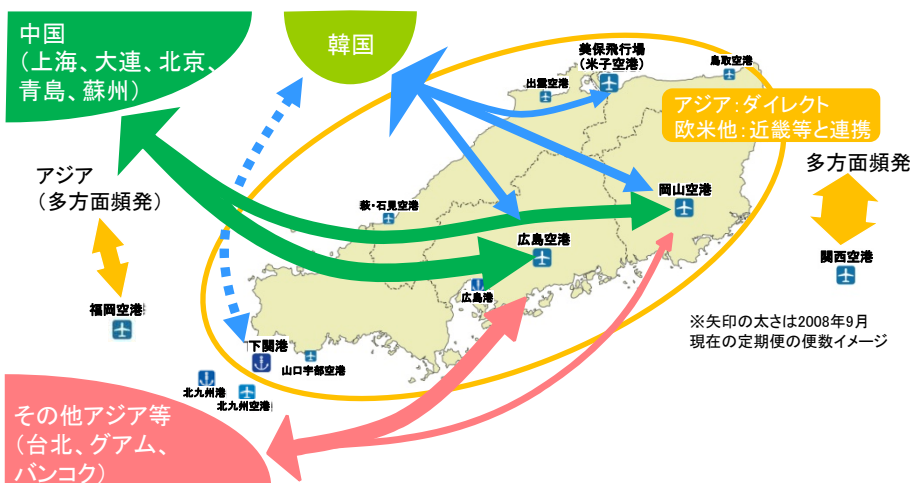 中国
（上海、大連、北京、
青島、蘇州）
韓国
美保飛行場
（米子空港）
鳥取空港
出雲空港
アジア：ダイレクト
欧米他：近畿等と連携
多方面頻発
アジア
（多方面頻発）
岡山空港
萩・石見空港
広島空港
関西空港
広島港
福岡空港
※矢印の太さは2008年9月
現在の定期便の便数イメージ
下関港
山口宇部空港
北九州港
北九州空港
その他アジア等
（台北、グアム、
バンコク）